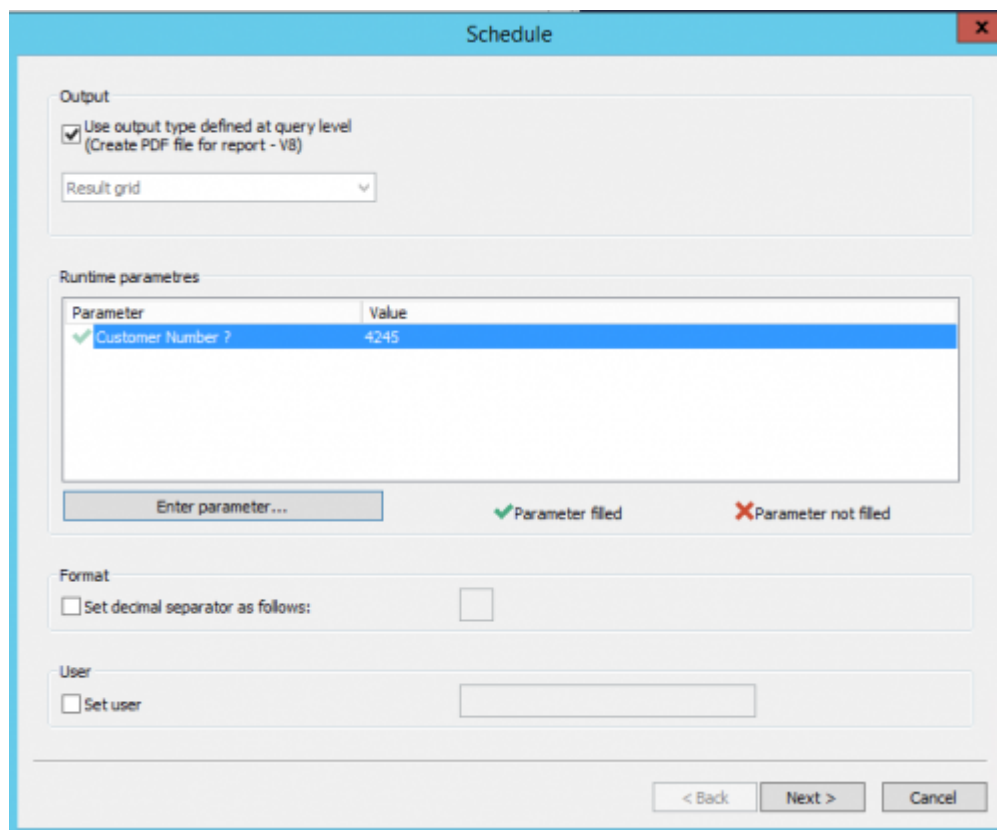 Schedule
x
Output
Use output type defined at query level
(Create PDF file for report - V8)
Result grid
Runtime parametres
Parameter Value
Customer Number ? 4245
Enter parameter... Parameter filled Parameter not filled
Format
Set decimal separator as follows:
User
Set user
< Back Next > Cancel